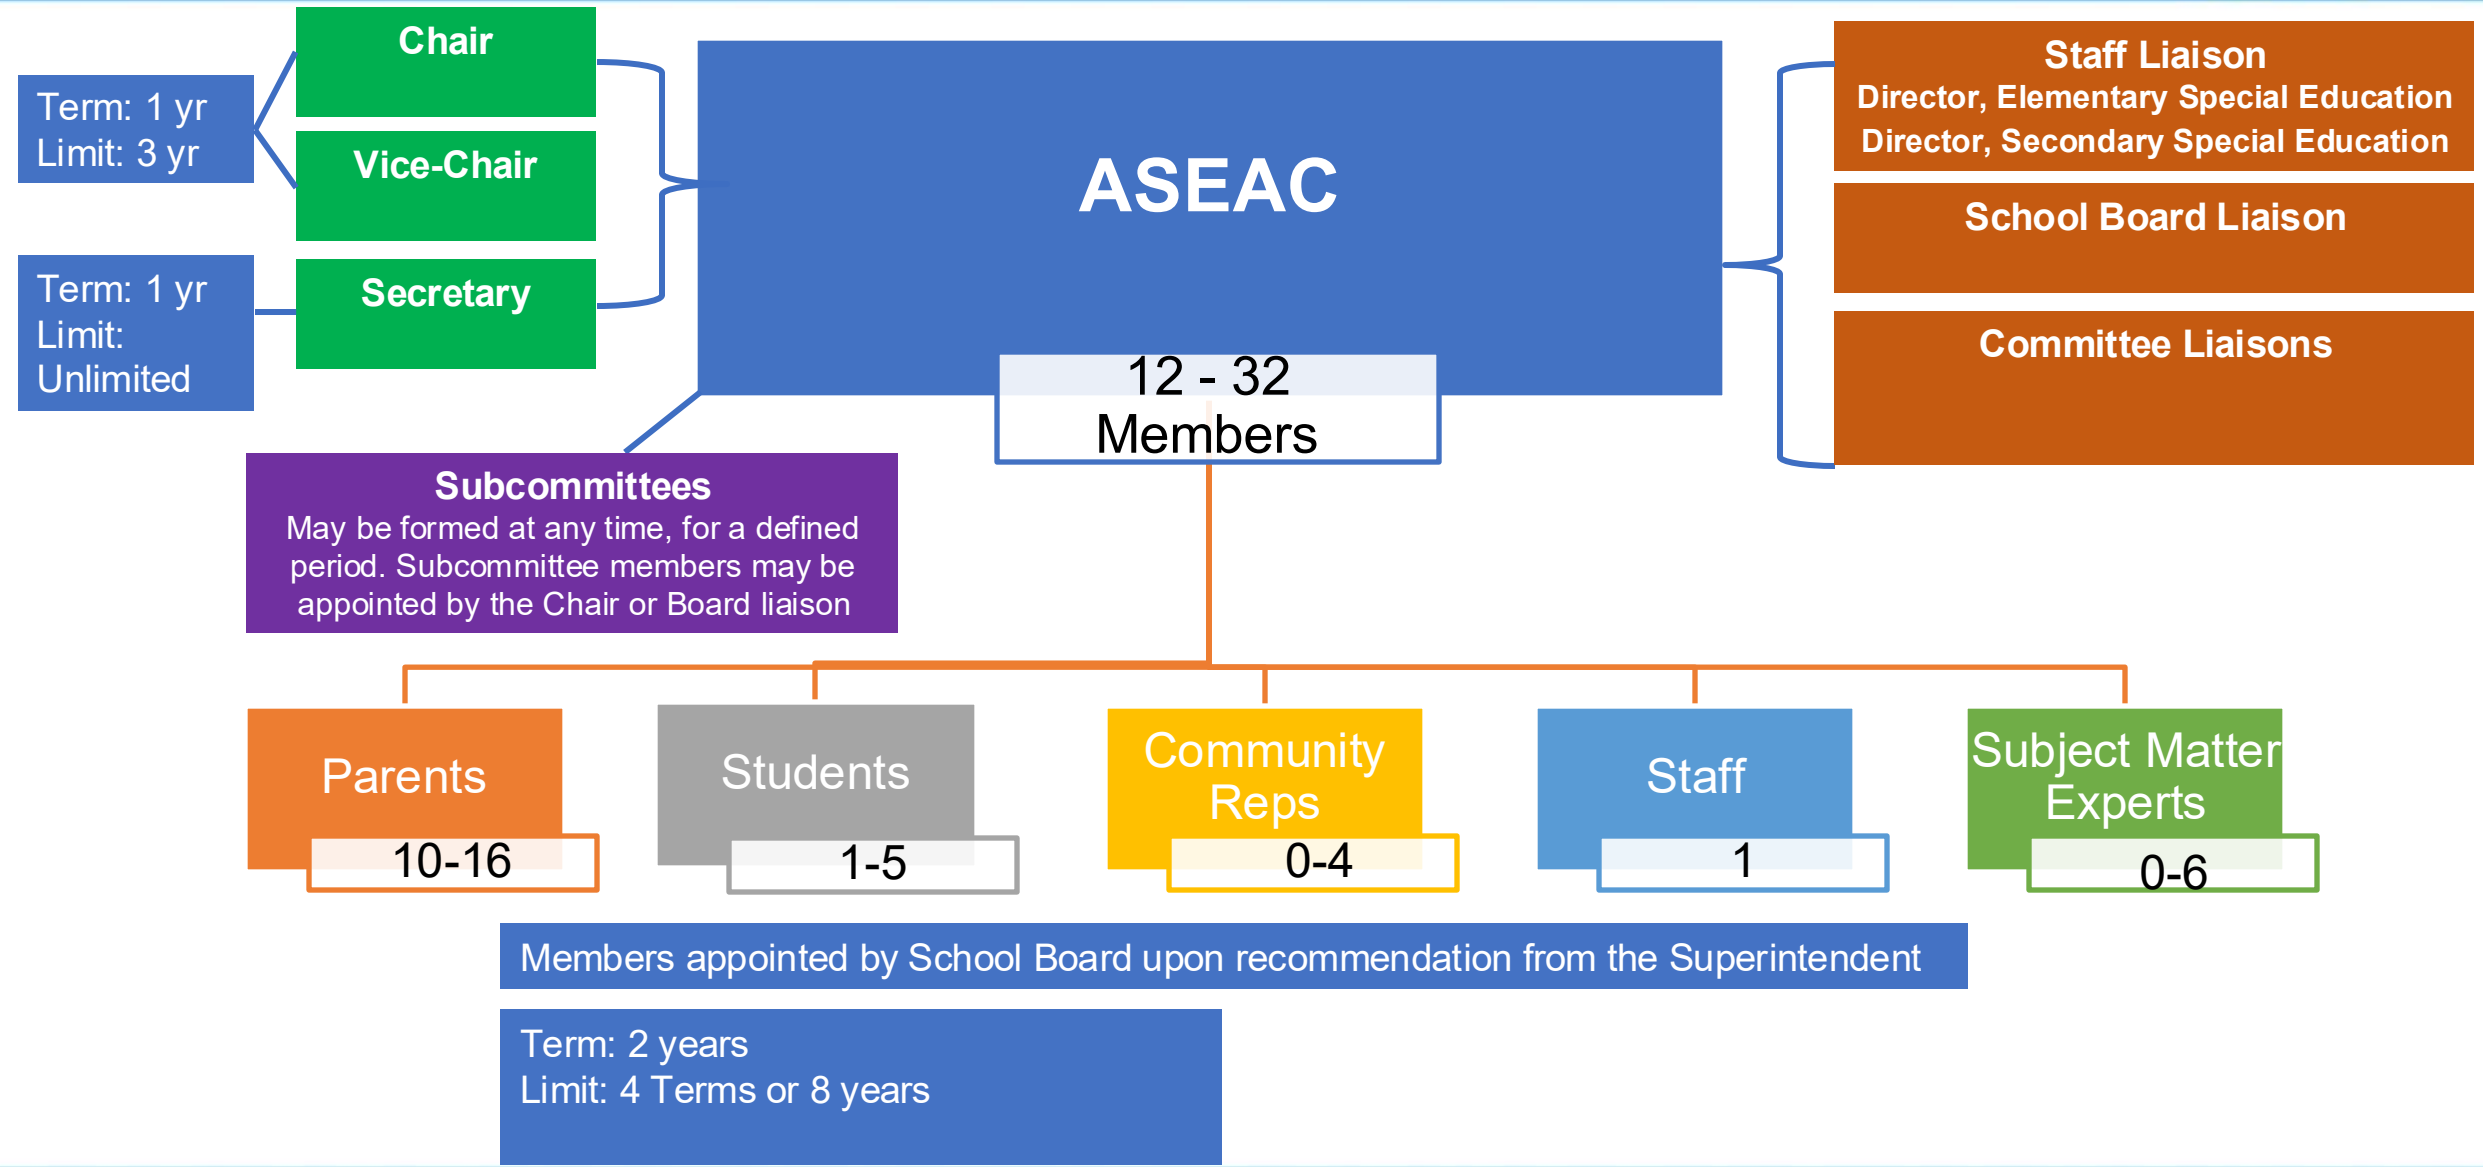 Chair
Term: 1 yr
Limit: 3 yr
Vice-Chair
Term: 1 yr
Limit:
Unlimited
Secretary
ASEAC
12 - 32
Members
Staff Liaison
Director, Elementary Special Education
Director, Secondary Special Education
School Board Liaison
Committee Liaisons
Subcommittees
May be formed at any time, for a defined
period. Subcommittee members may be
appointed by the Chair or Board liaison
Parents
10-16
Students
1-5
Community
Reps
0-4
Staff
1
Subject Matter
Experts
0-6
Members appointed by School Board upon recommendation from the Superintendent
Term: 2 years
Limit: 4 Terms or 8 years